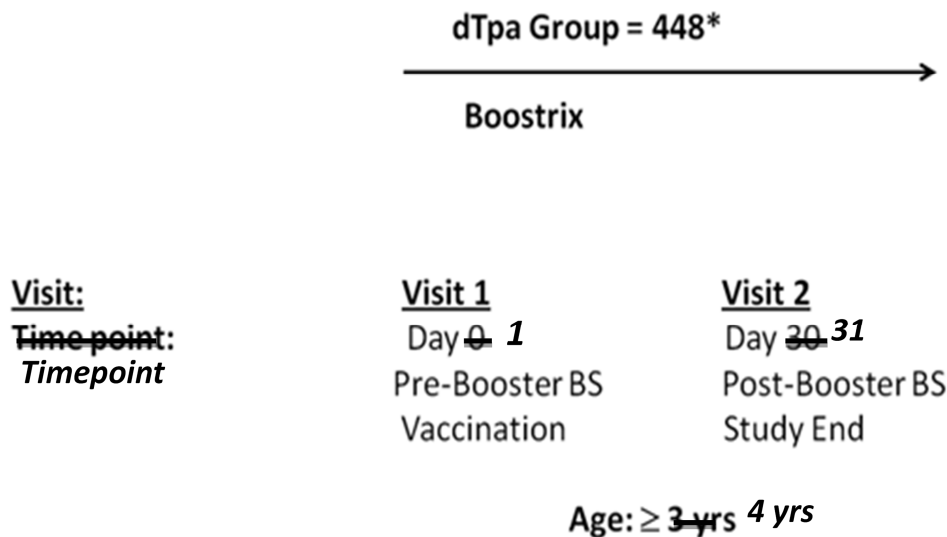 dTpa Group = 448*
Boostrix
Visit: Visit 1 Visit 2
Time point: Day 0 1 Day 30 31
Timepoint
Pre-Booster BS Post-Booster BS
Vaccination Study End
Age: ≥ 3 yrs 4 yrs